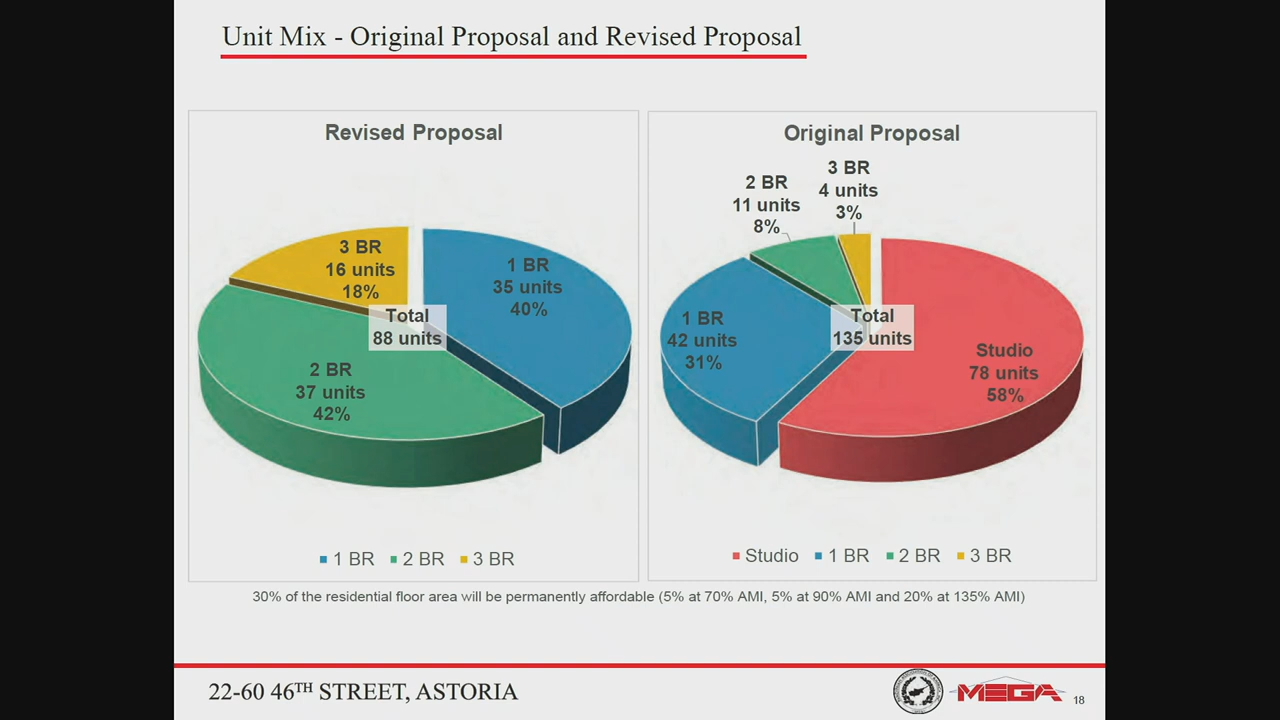 Unit Mix - Original Proposal and Revised Proposal
Revised Proposal
3 BR
16 units
18%
1 BR
35 units
40%
Total
88 units
2 BR
37 units
42%
1 BR 2 BR 3 BR
Original Proposal
3 BR
4 units
3%
2 BR
11 units
8%
1 BR
42 units
31%
Total
135 units
Studio
78 units
58%
Studio 1 BR 2 BR 3 BR
30% of the residential floor area will be permanently affordable (5% at 70% AMI, 5% at 90% AMI and 20% at 135% AMI)
22-60 46TH STREET, ASTORIA
MEGA
18